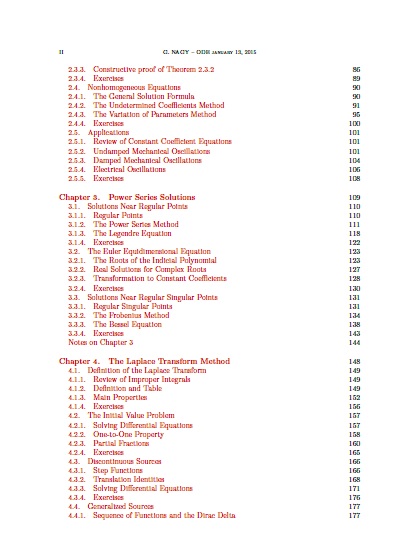 II G. NAGY – ODE JANUARY 13, 2015
2.3.3. Constructive proof of Theorem 2.3.2 86
2.3.4. Exercises 89
2.4. Nonhomogeneous Equations 90
2.4.1. The General Solution Formula 90
2.4.2. The Undetermined Coefficients Method 91
2.4.3. The Variation of Parameters Method 95
2.4.4. Exercises 100
2.5. Applications 101
2.5.1. Review of Constant Coefficient Equations 101
2.5.2. Undamped Mechanical Oscillations 101
2.5.3. Damped Mechanical Oscillations 104
2.5.4. Electrical Oscillations 106
2.5.5. Exercises 108
Chapter 3. Power Series Solutions 109
3.1. Solutions Near Regular Points 110
3.1.1. Regular Points 110
3.1.2. The Power Series Method 111
3.1.3. The Legendre Equation 118
3.1.4. Exercises 122
3.2. The Euler Equidimensional Equation 123
3.2.1. The Roots of the Indicial Polynomial 123
3.2.2. Real Solutions for Complex Roots 127
3.2.3. Transformation to Constant Coefficients 128
3.2.4. Exercises 130
3.3. Solutions Near Regular Singular Points 131
3.3.1. Regular Singular Points 131
3.3.2. The Frobenius Method 134
3.3.3. The Bessel Equation 138
3.3.4. Exercises 143
Notes on Chapter 3 144
Chapter 4. The Laplace Transform Method 148
4.1. Definition of the Laplace Transform 149
4.1.1. Review of Improper Integrals 149
4.1.2. Definition and Table 149
4.1.3. Main Properties 152
4.1.4. Exercises 156
4.2. The Initial Value Problem 157
4.2.1. Solving Differential Equations 157
4.2.2. One-to-One Property 158
4.2.3. Partial Fractions 160
4.2.4. Exercises 165
4.3. Discontinuous Sources 166
4.3.1. Step Functions 166
4.3.2. Translation Identities 168
4.3.3. Solving Differential Equations 171
4.3.4. Exercises 176
4.4. Generalized Sources 177
4.4.1. Sequence of Functions and the Dirac Delta 177